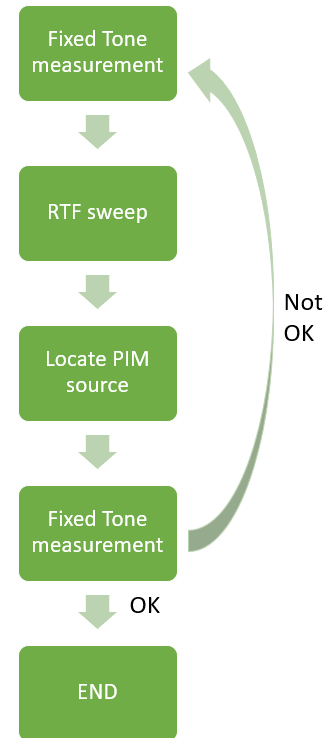 Fixed Tone
measurement
RTF sweep
Locate PIM
source
Fixed Tone
measurement
Not
OK
OK
END